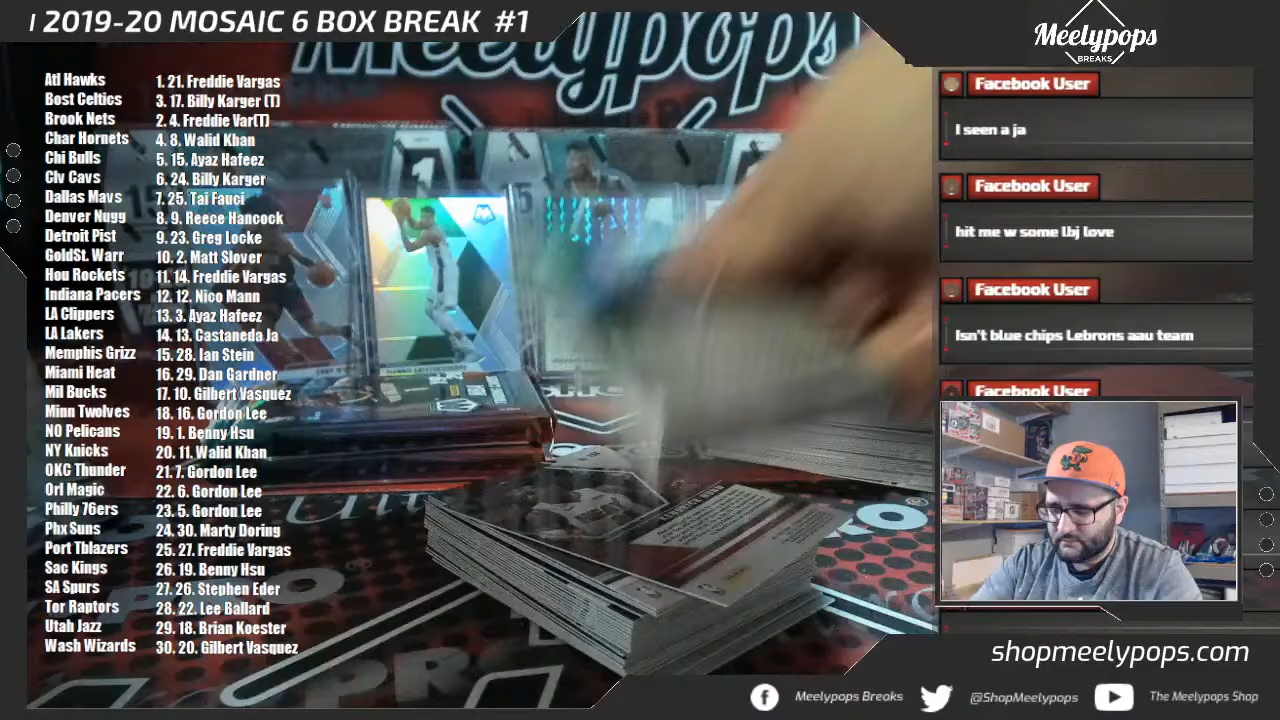 2019-20 MOSAIC 6 BOX BREAK #1
Meelypops
BREAKS
Meelypops
Atl Hawks 1. 21. Freddie Vargas
Bost Celtics 3. 17. Billy Karger (T)
Brook Nets 2. 4. Freddie Var(T)
Char Hornets 4. 8. Walid Khan
Chi Bulls 5. 15. Ayaz Hafeez
Clv Cavs 6. 24. Billy Karger
Dallas Mavs 7. 25. Tai Fauci
Denver Nugg 8. 9. Reece Hancock
Detroit Pist 9. 23. Greg Locke
GoldSt. Warr 10. 2. Matt Slover
Hou Rockets 11. 14. Freddie Vargas
Indiana Pacers 12. 12. Nico Mann
LA Clippers 13. 3. Ayaz Hafeez
LA Lakers 14. 13. Castaneda Ja
Memphis Grizz 15. 28. Ian Stein
Miami Heat 16. 29. Dan Gardner
Mil Bucks 17. 10. Gilbert Vasquez
Minn Twolves 18. 16. Gordon Lee
NO Pelicans 19. 1. Benny Hsu
NY Knicks 20. 11. Walid Khan
OKC Thunder 21. 7. Gordon Lee
Orl Magic 22. 6. Gordon Lee
Philly 76ers 23. 5. Gordon Lee
Phx Suns 24. 30. Marty Doring
Port Tblazers 25. 27. Freddie Vargas
Sac Kings 26. 19. Benny Hsu
SA Spurs 27. 26. Stephen Eder
Tor Raptors 28. 22. Lee Ballard
Utah Jazz 29. 18. Brian Koester
Wash Wizards 30. 20. Gilbert Vasquez
Facebook User
I seen a ja
Facebook User
hit me w some lbj love
Facebook User
Isn't blue chips Lebrons aau team
Facebook User
shopmeelypops.com
Meelypops Breaks
@ShopMeelypops
The Meelypops Shop